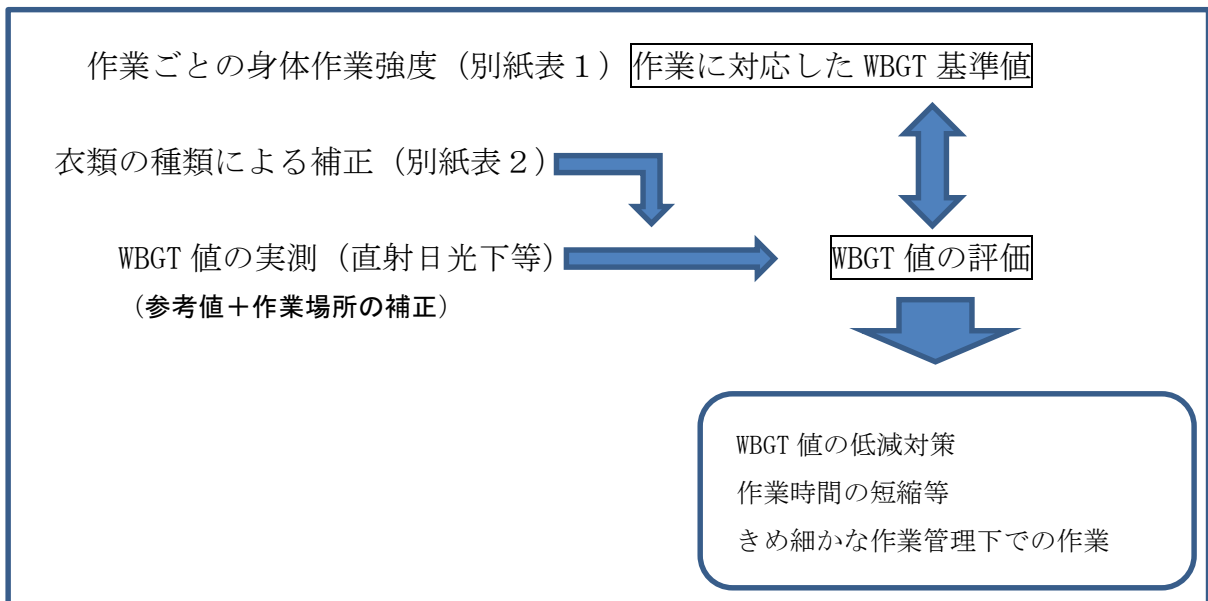 作業ごとの身体作業強度（別紙表１）作業に対応した WBGT 基準値
衣類の種類による補正（別紙表２）
WBGT 値の実測（直射日光下等） WBGT 値の評価
（参考値＋作業場所の補正）
WBGT 値の低減対策
作業時間の短縮等
きめ細かな作業管理下での作業